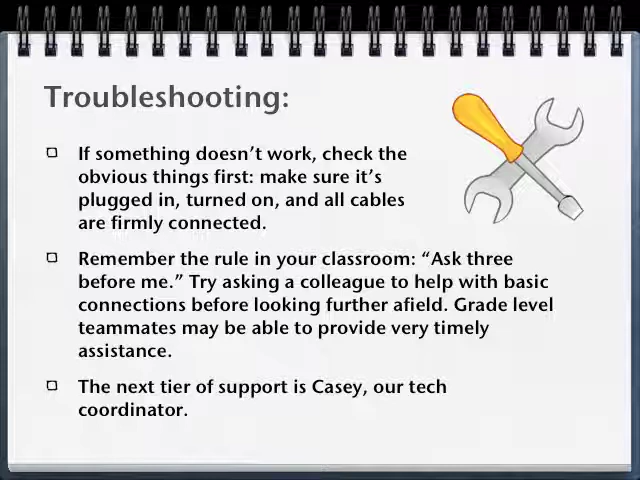 Troubleshooting:
If something doesn’t work, check the
obvious things first: make sure it’s
plugged in, turned on, and all cables
are firmly connected.
Remember the rule in your classroom: “Ask three
before me.” Try asking a colleague to help with basic
connections before looking further afield. Grade level
teammates may be able to provide very timely
assistance.
The next tier of support is Casey, our tech
coordinator.